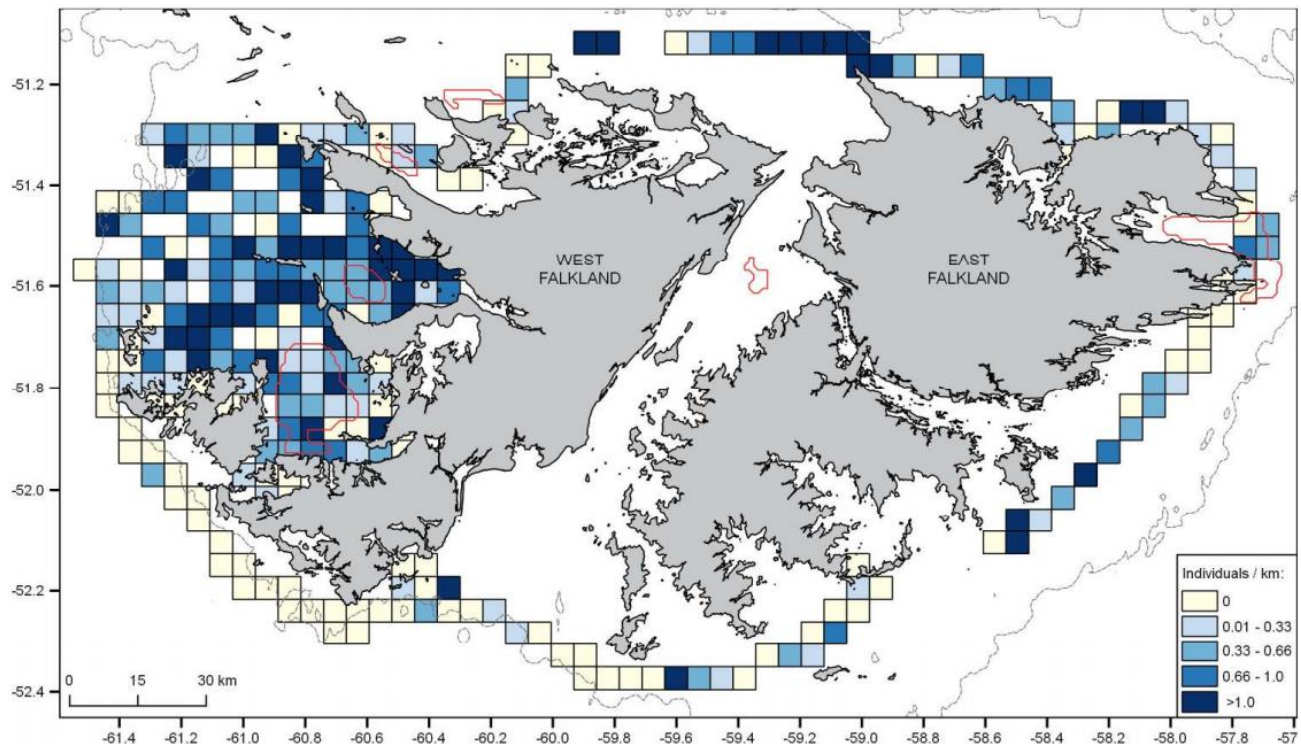 -51.2
-51.4
-51.6
-51.8
-52.0
-52.2
-52.4
WEST
FALKLAND
EAST
FALKLAND
Individuals / km:
0
0.01 - 0.33
0.33 - 0.66
0.66 - 1.0
>1.0
0 15 30 km
-61.4 -61.2 -61.0 -60.8 -60.6 -60.4 -60.2 -60.0 -59.8 -59.6 -59.4 -59.2 -59.0 -58.8 -58.6 -58.4 -58.2 -58.0 -57.8 -57